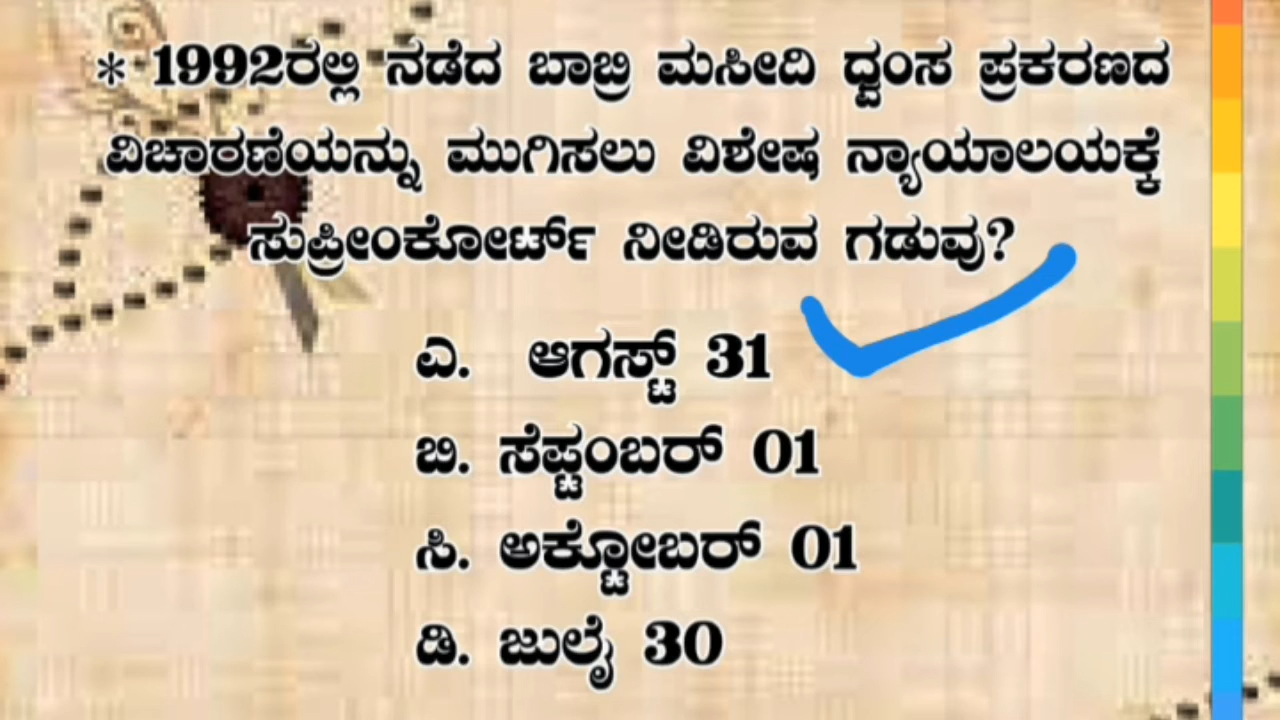 * 1992ರಲ್ಲಿ ನಡೆದ ಬಾಬ್ರಿ ಮಸೀದಿ ಧ್ವಂಸ ಪ್ರಕರಣದ
ವಿಚಾರಣೆಯನ್ನು ಮುಗಿಸಲು ವಿಶೇಷ ನ್ಯಾಯಾಲಯಕ್ಕೆ
ಸುಪ್ರೀಂಕೋರ್ಟ್ ನೀಡಿರುವ ಗಡುವು?
ಎ. ಆಗಸ್ಟ್ 31
ಬಿ. ಸೆಪ್ಟಂಬರ್ 01
ಸಿ. ಅಕ್ಟೋಬರ್ 01
ಡಿ. ಜುಲೈ 30